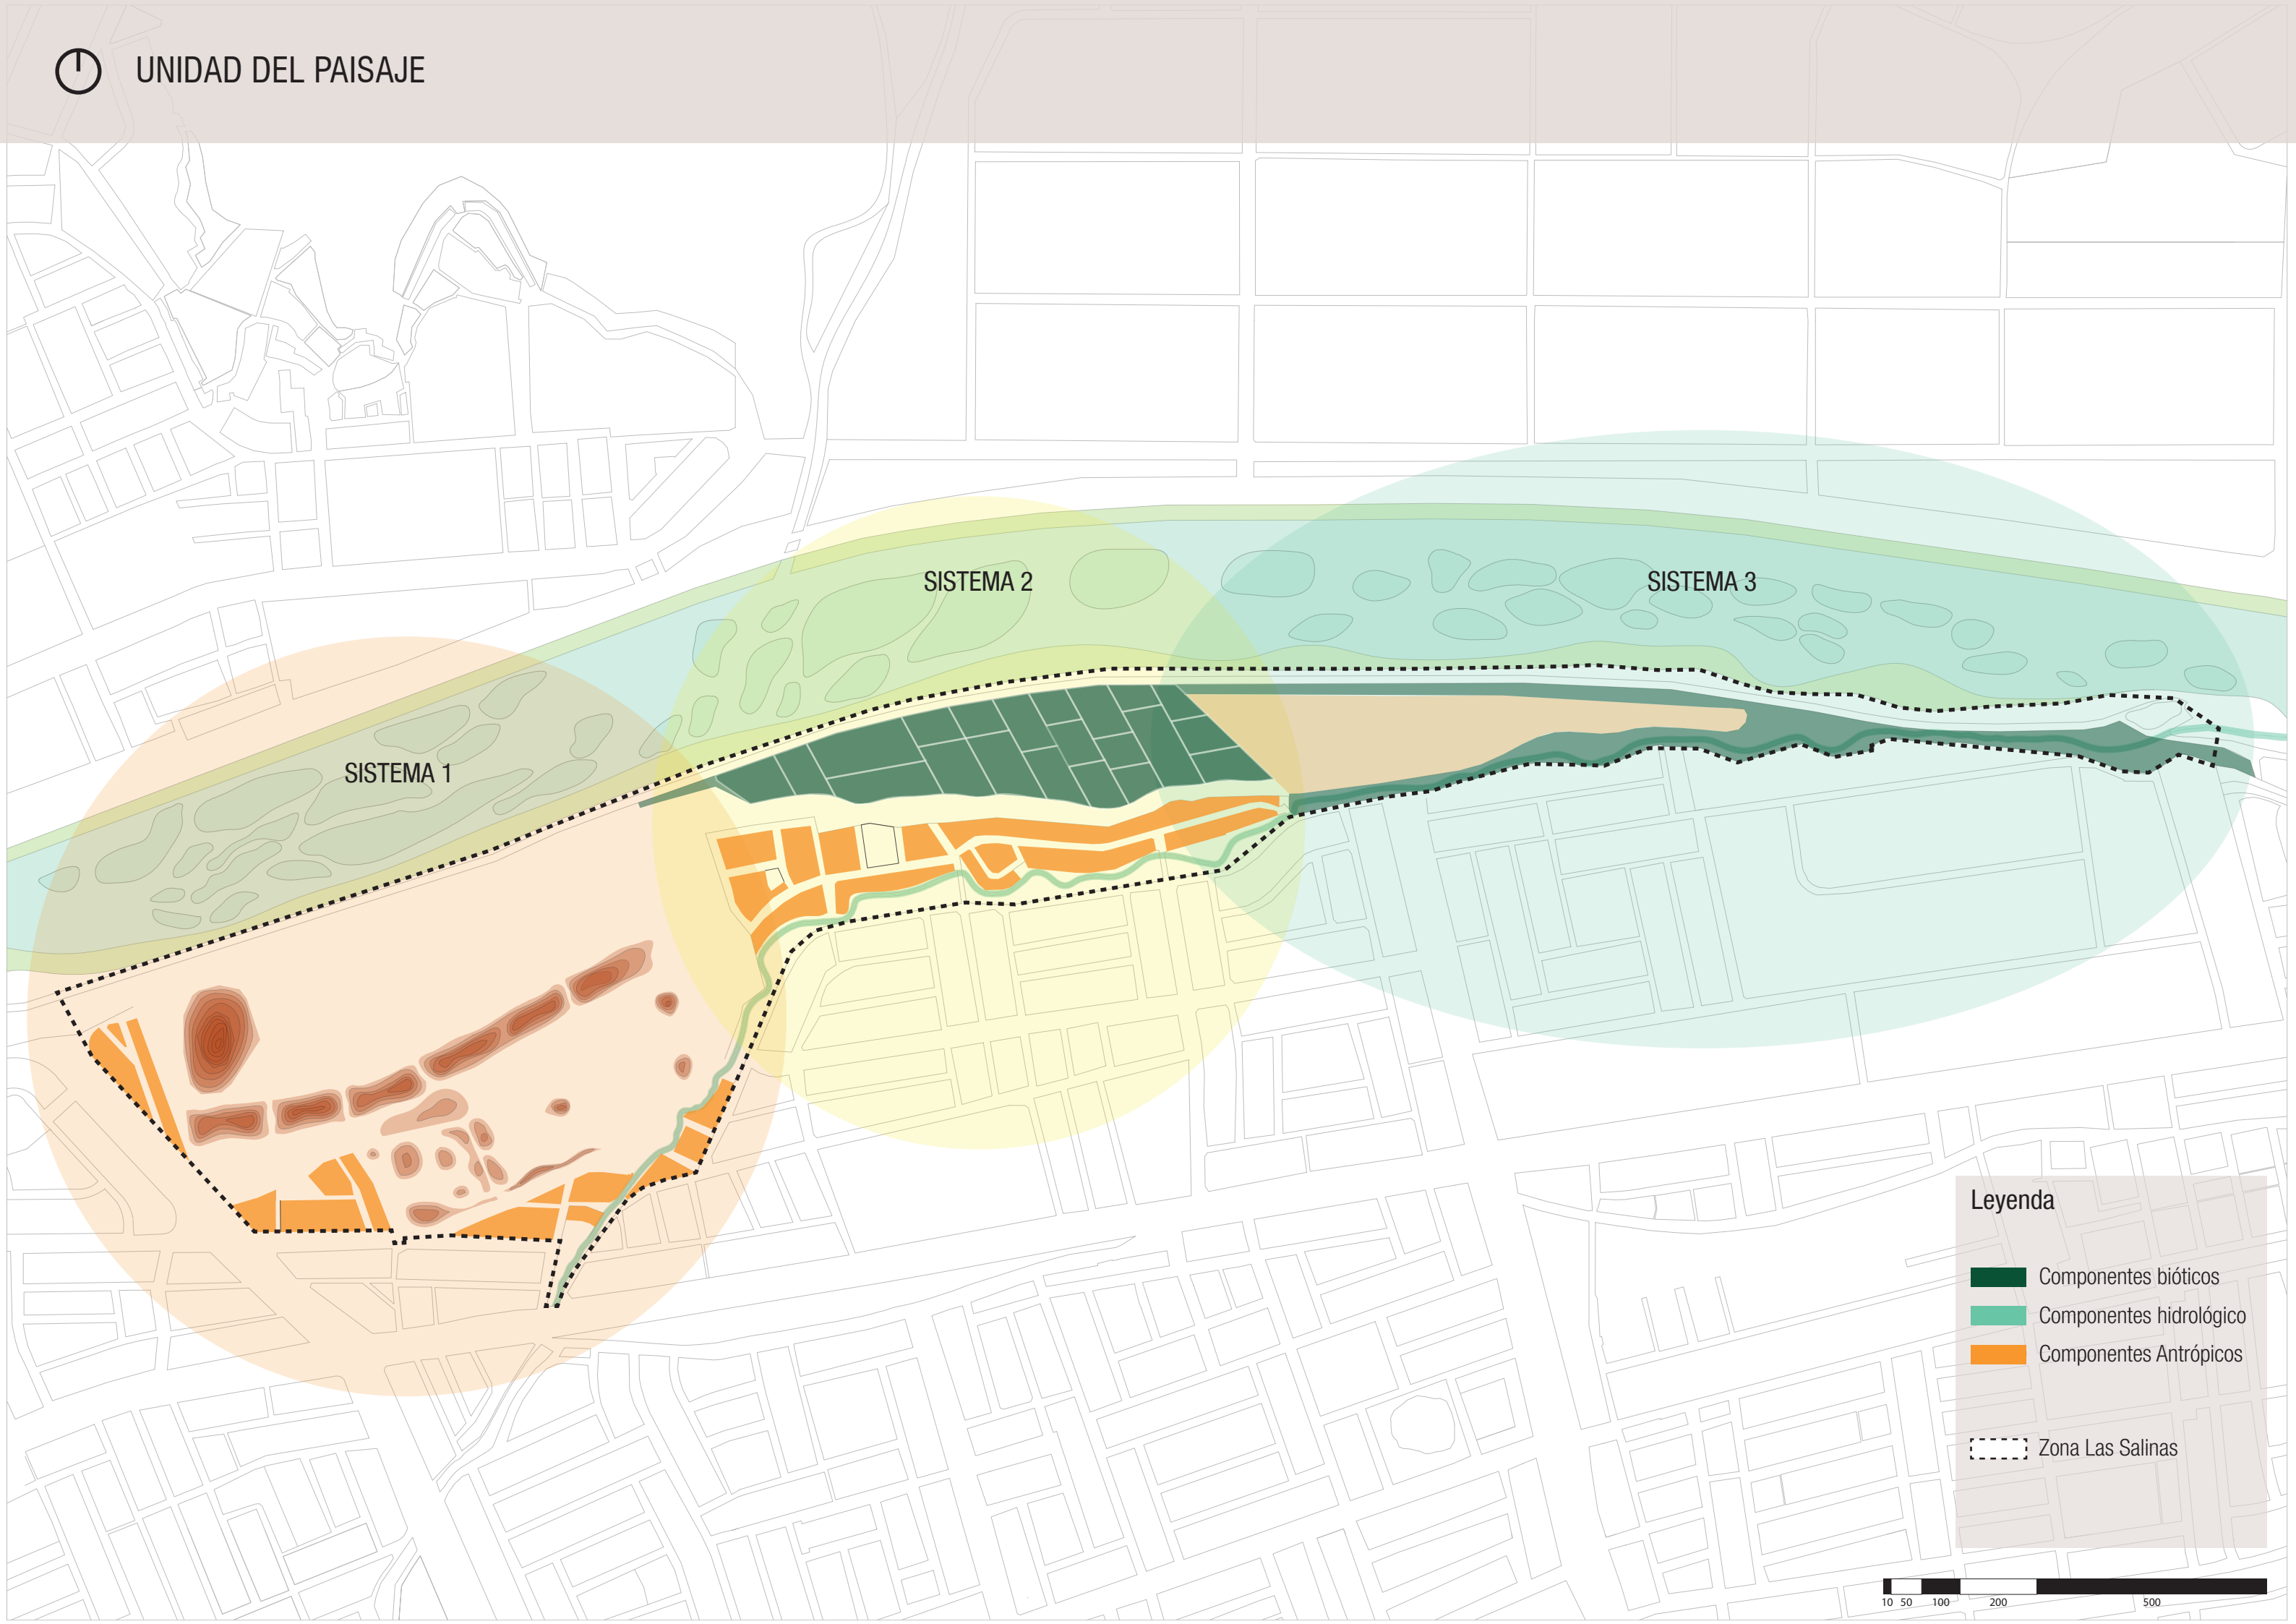 UNIDAD DEL PAISAJE
SISTEMA 2
SISTEMA 3
SISTEMA 1
Leyenda
Componentes bióticos
Componentes hidrológico
Componentes Antrópicos
Zona Las Salinas
10 50 100 200 500